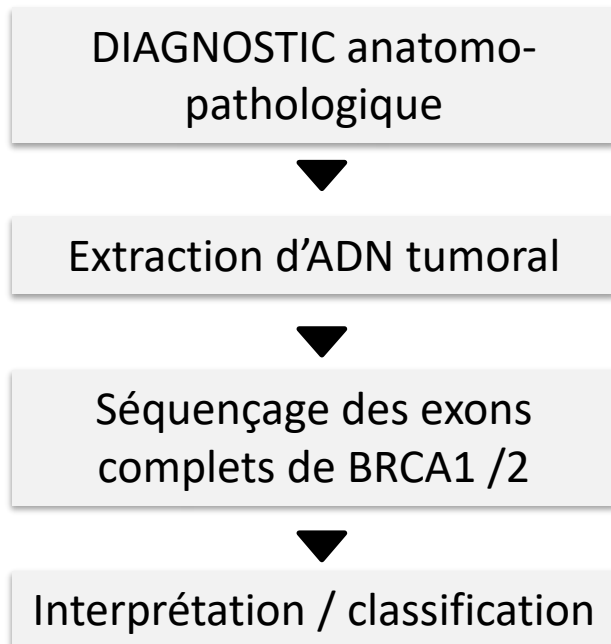 DIAGNOSTIC anatomo-
pathologique
Extraction d’ADN tumoral
Séquençage des exons
complets de BRCA1 /2
Interprétation / classification